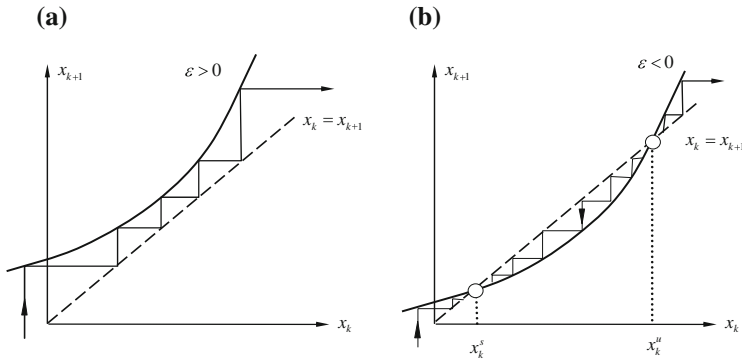 (a)
x_{k+1}
ε > 0
x_k = x_{k+1}
x_k
(b)
x_{k+1}
ε < 0
x_k = x_{k+1}
x_k
x_k^s
x_k^u